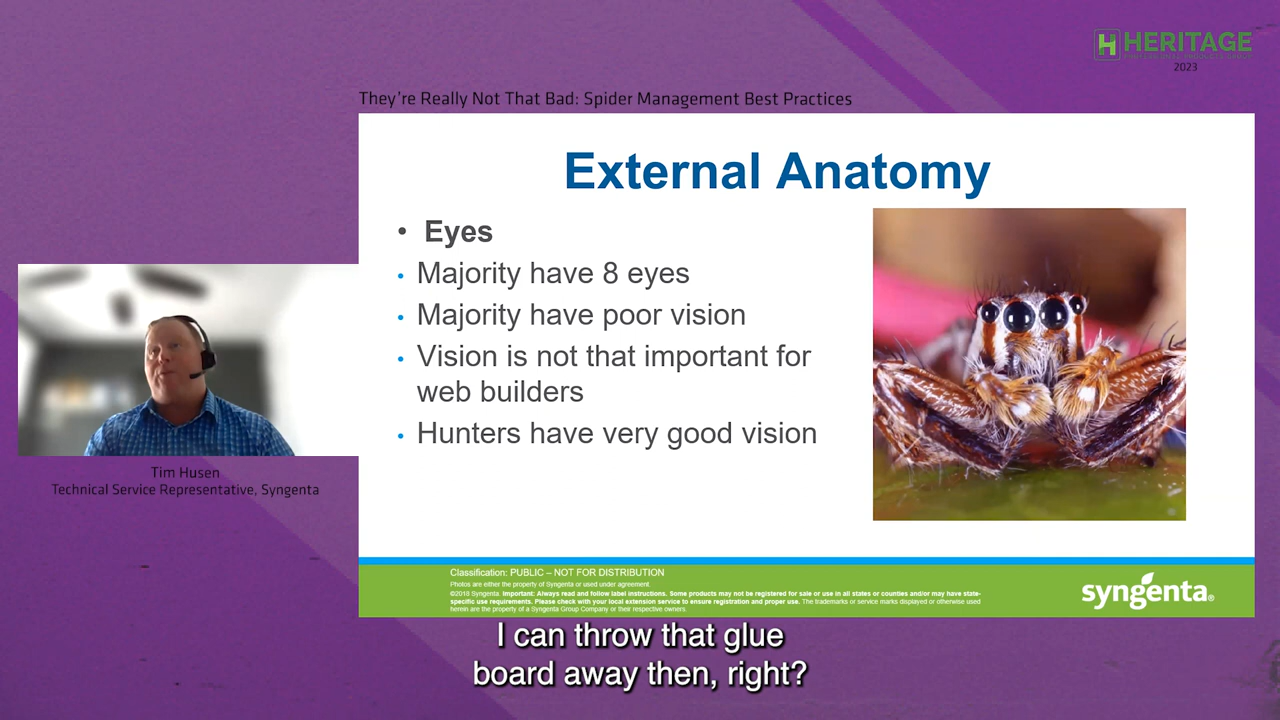 HERITAGE
2023
They're Really Not That Bad: Spider Management Best Practices
External Anatomy
• Eyes
• Majority have 8 eyes
• Majority have poor vision
• Vision is not that important for
web builders
• Hunters have very good vision
Tim Husen
Technical Service Representative, Syngenta
Classification: PUBLIC – NOT FOR DISTRIBUTION
Photos are either the property of Syngenta or used under agreement
©2018 Syngenta. Important: Always read and follow label instructions. Some products may not be registered for sale or use in all states or counties and/or may have state-
specific use requirements. Please check with your local extension service to ensure registration and proper use. The trademarks or service marks displayed or otherwise used
herein are the property of a Syngenta Group Company or their respective owners.
syngenta®
I can throw that glue
board away then, right?